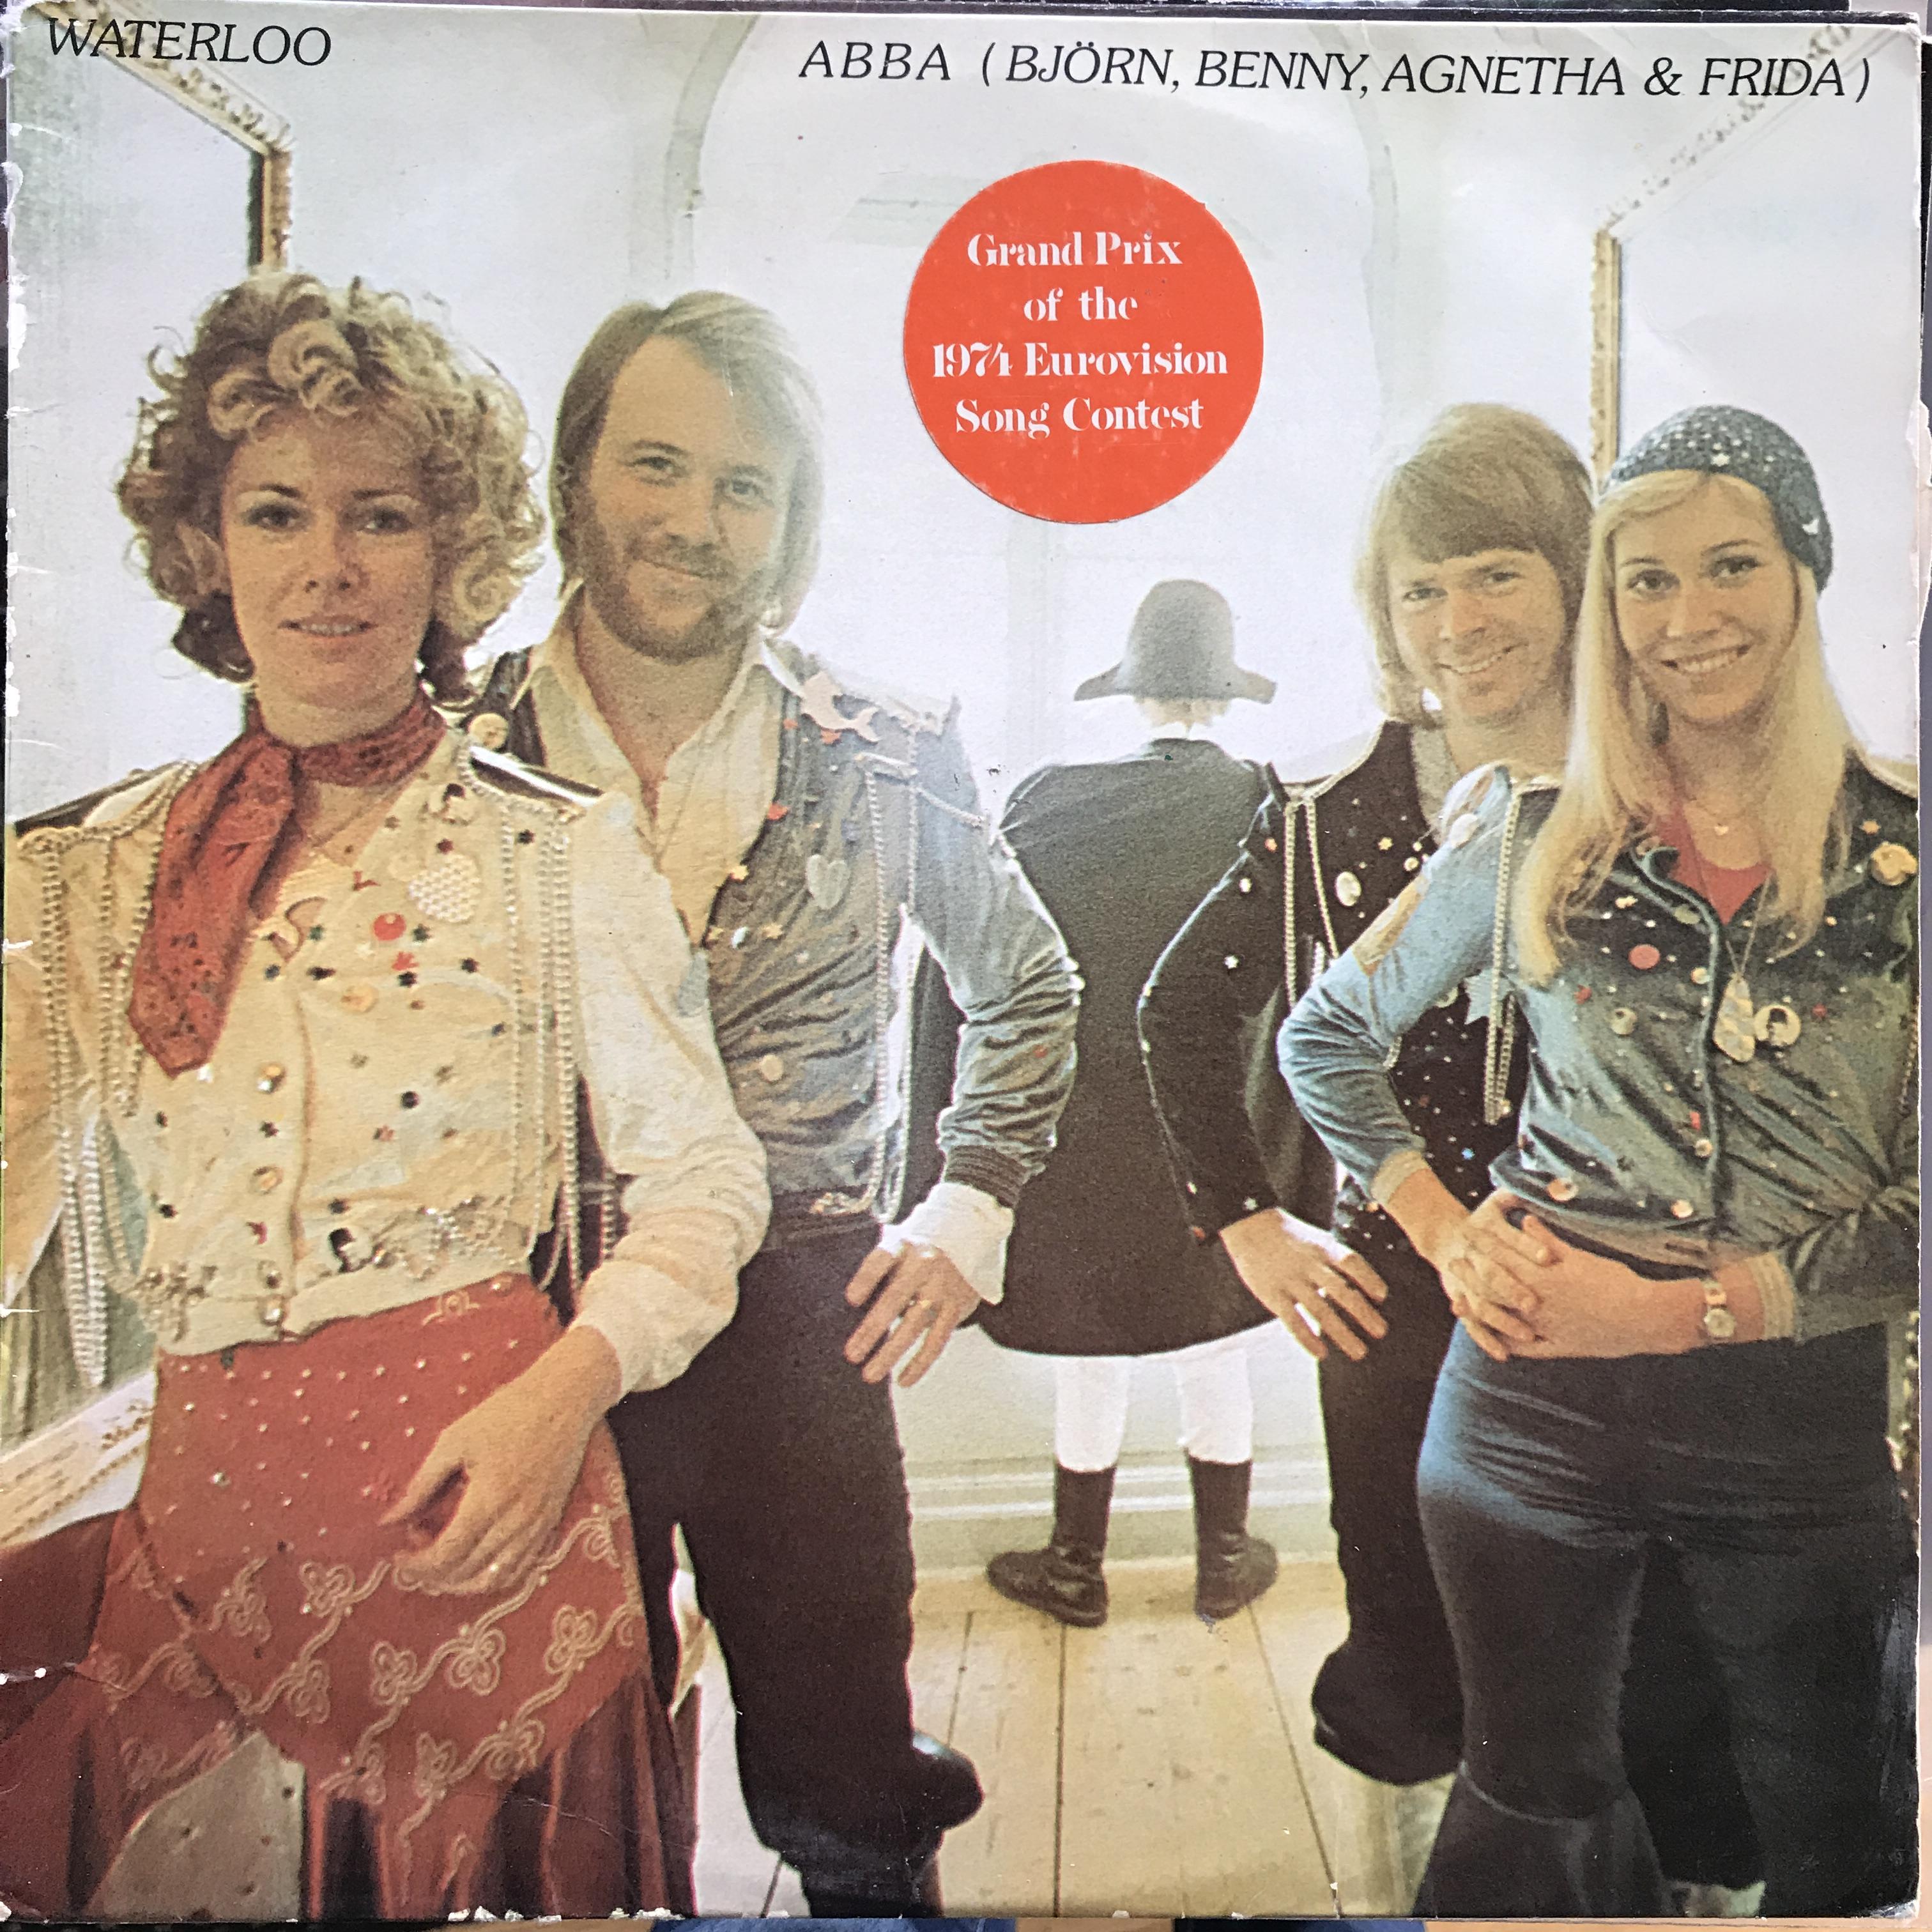 WATERLOO
ABBA (BJÖRN, BENNY, AGNETHA & FRIDA)
Grand Prix
of the
1974 Eurovision
Song Contest